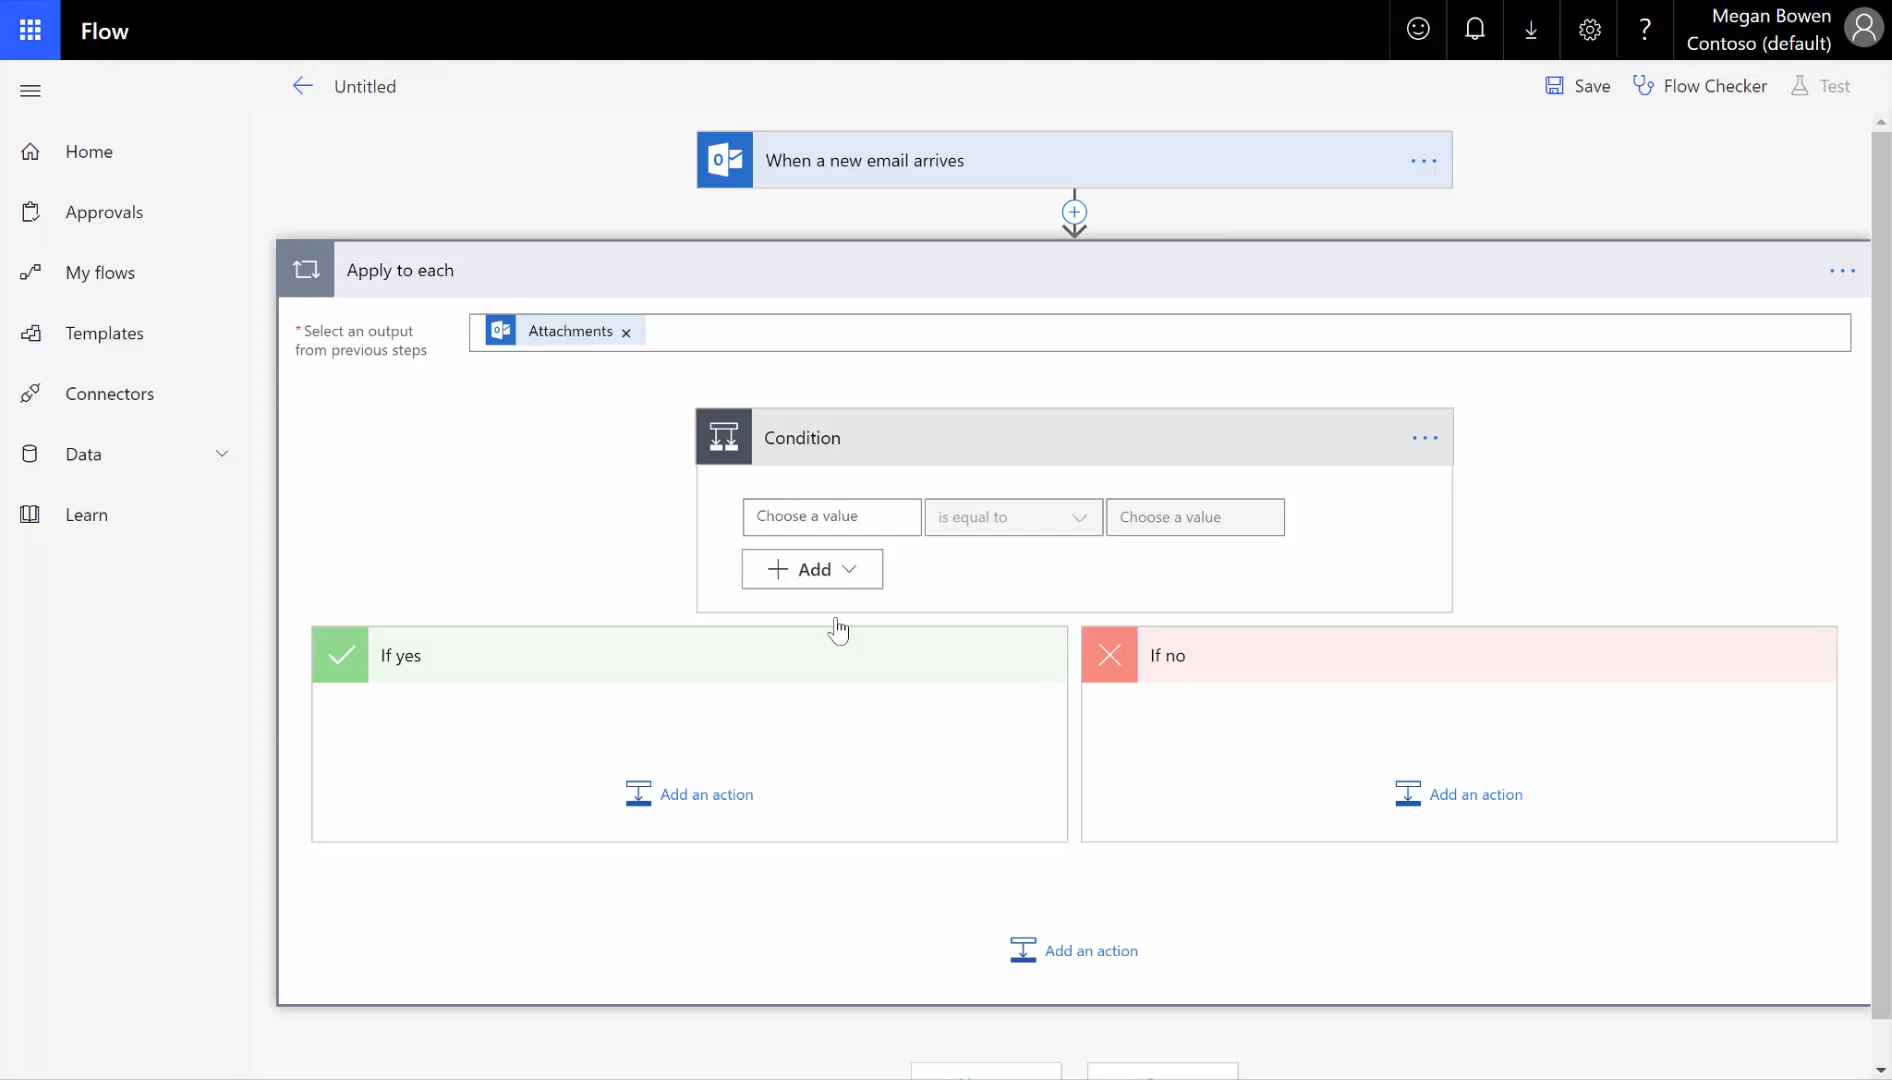 Flow
Megan Bowen
Contoso (default)
?
Untitled
Save
Flow Checker
Test
Home
Approvals
My flows
Templates
Connectors
Data
Learn
When a new email arrives
Apply to each
* Select an output
from previous steps
Attachments
Condition
Choose a value
is equal to
Choose a value
Add
If yes
If no
Add an action
Add an action
Add an action